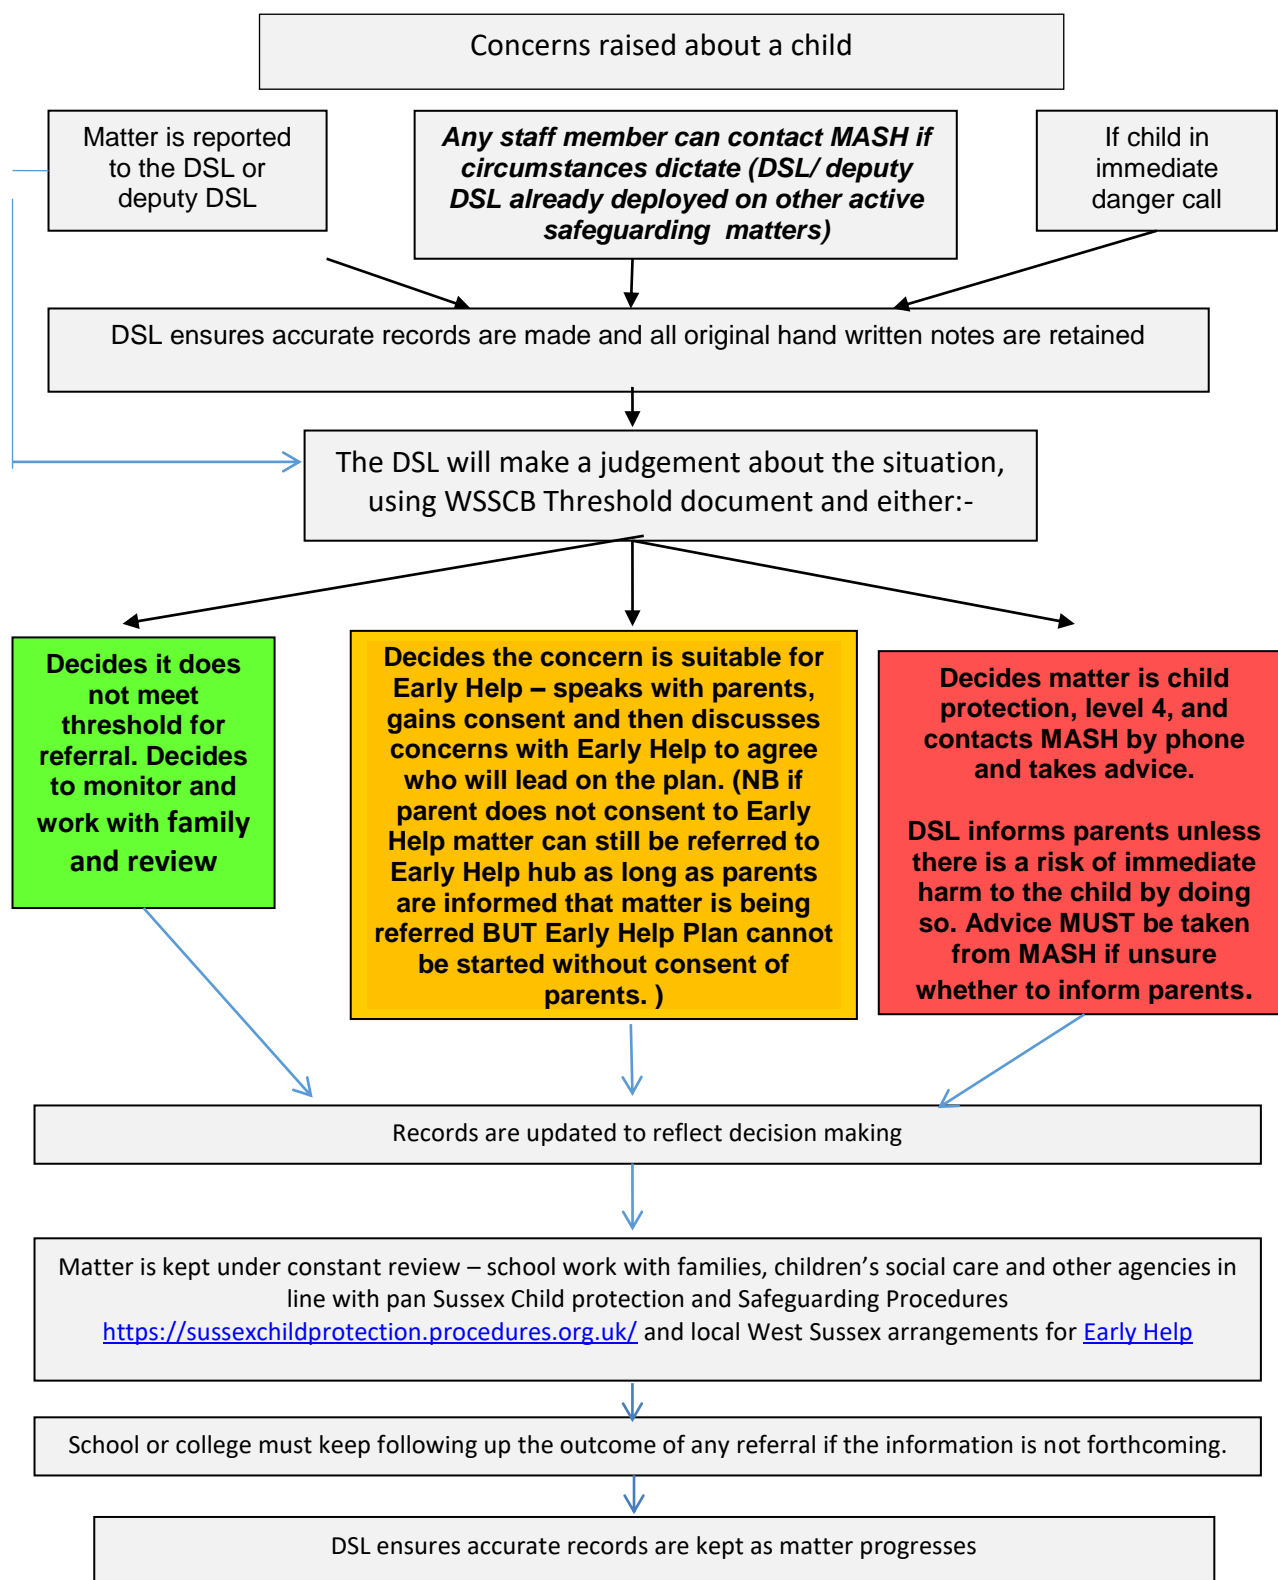 Concerns raised about a child
Matter is reported
to the DSL or
deputy DSL
Any staff member can contact MASH if
circumstances dictate (DSL/ deputy
DSL already deployed on other active
safeguarding matters)
If child in
immediate
danger call
DSL ensures accurate records are made and all original hand written notes are retained
The DSL will make a judgement about the situation,
using WSSCB Threshold document and either:-
Decides it does
not meet
threshold for
referral. Decides
to monitor and
work with family
and review
Decides the concern is suitable for
Early Help – speaks with parents,
gains consent and then discusses
concerns with Early Help to agree
who will lead on the plan. (NB if
parent does not consent to Early
Help matter can still be referred to
Early Help hub as long as parents
are informed that matter is being
referred BUT Early Help Plan cannot
be started without consent of
parents. )
Decides matter is child
protection, level 4, and
contacts MASH by phone
and takes advice.
DSL informs parents unless
there is a risk of immediate
harm to the child by doing
so. Advice MUST be taken
from MASH if unsure
whether to inform parents.
Records are updated to reflect decision making
Matter is kept under constant review – school work with families, children’s social care and other agencies in
line with pan Sussex Child protection and Safeguarding Procedures
https://sussexchildprotection.procedures.org.uk/ and local West Sussex arrangements for Early Help
School or college must keep following up the outcome of any referral if the information is not forthcoming.
DSL ensures accurate records are kept as matter progresses